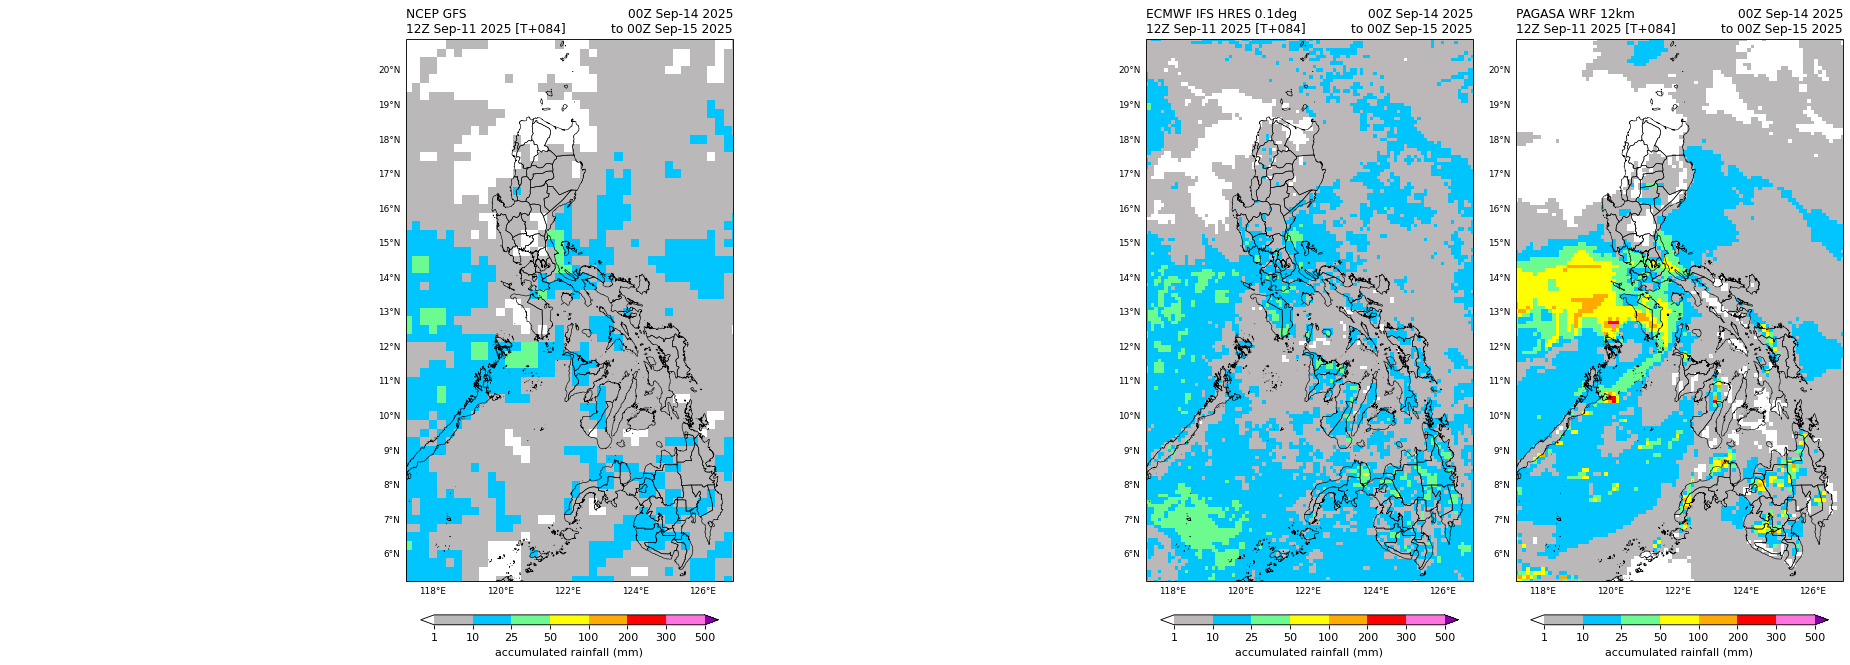 NCEP GFS 00Z Sep-14 2025
12Z Sep-11 2025 [T+084] to 00Z Sep-15 2025
20°N
19°N
18°N
17°N
16°N
15°N
14°N
13°N
12°N
11°N
10°N
9°N
8°N
7°N
6°N
118°E 120°E 122°E 124°E 126°E
1 10 25 50 100 200 300 500
accumulated rainfall (mm)
ECMWF IFS HRES 0.1deg 00Z Sep-14 2025
12Z Sep-11 2025 [T+084] to 00Z Sep-15 2025
20°N
19°N
18°N
17°N
16°N
15°N
14°N
13°N
12°N
11°N
10°N
9°N
8°N
7°N
6°N
118°E 120°E 122°E 124°E 126°E
1 10 25 50 100 200 300 500
accumulated rainfall (mm)
PAGASA WRF 12km 00Z Sep-14 2025
12Z Sep-11 2025 [T+084] to 00Z Sep-15 2025
20°N
19°N
18°N
17°N
16°N
15°N
14°N
13°N
12°N
11°N
10°N
9°N
8°N
7°N
6°N
118°E 120°E 122°E 124°E 126°E
1 10 25 50 100 200 300 500
accumulated rainfall (mm)